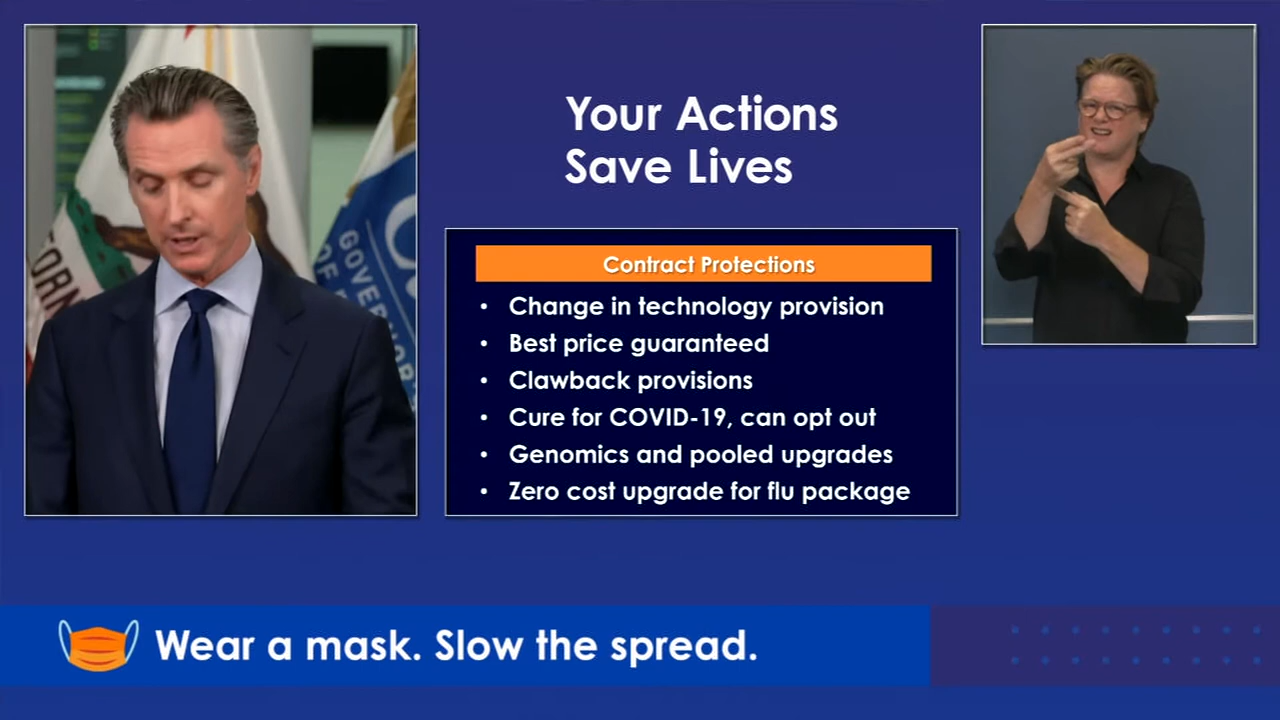 Your Actions
Save Lives
Contract Protections
• Change in technology provision
• Best price guaranteed
• Clawback provisions
• Cure for COVID-19, can opt out
• Genomics and pooled upgrades
• Zero cost upgrade for flu package
Wear a mask. Slow the spread.